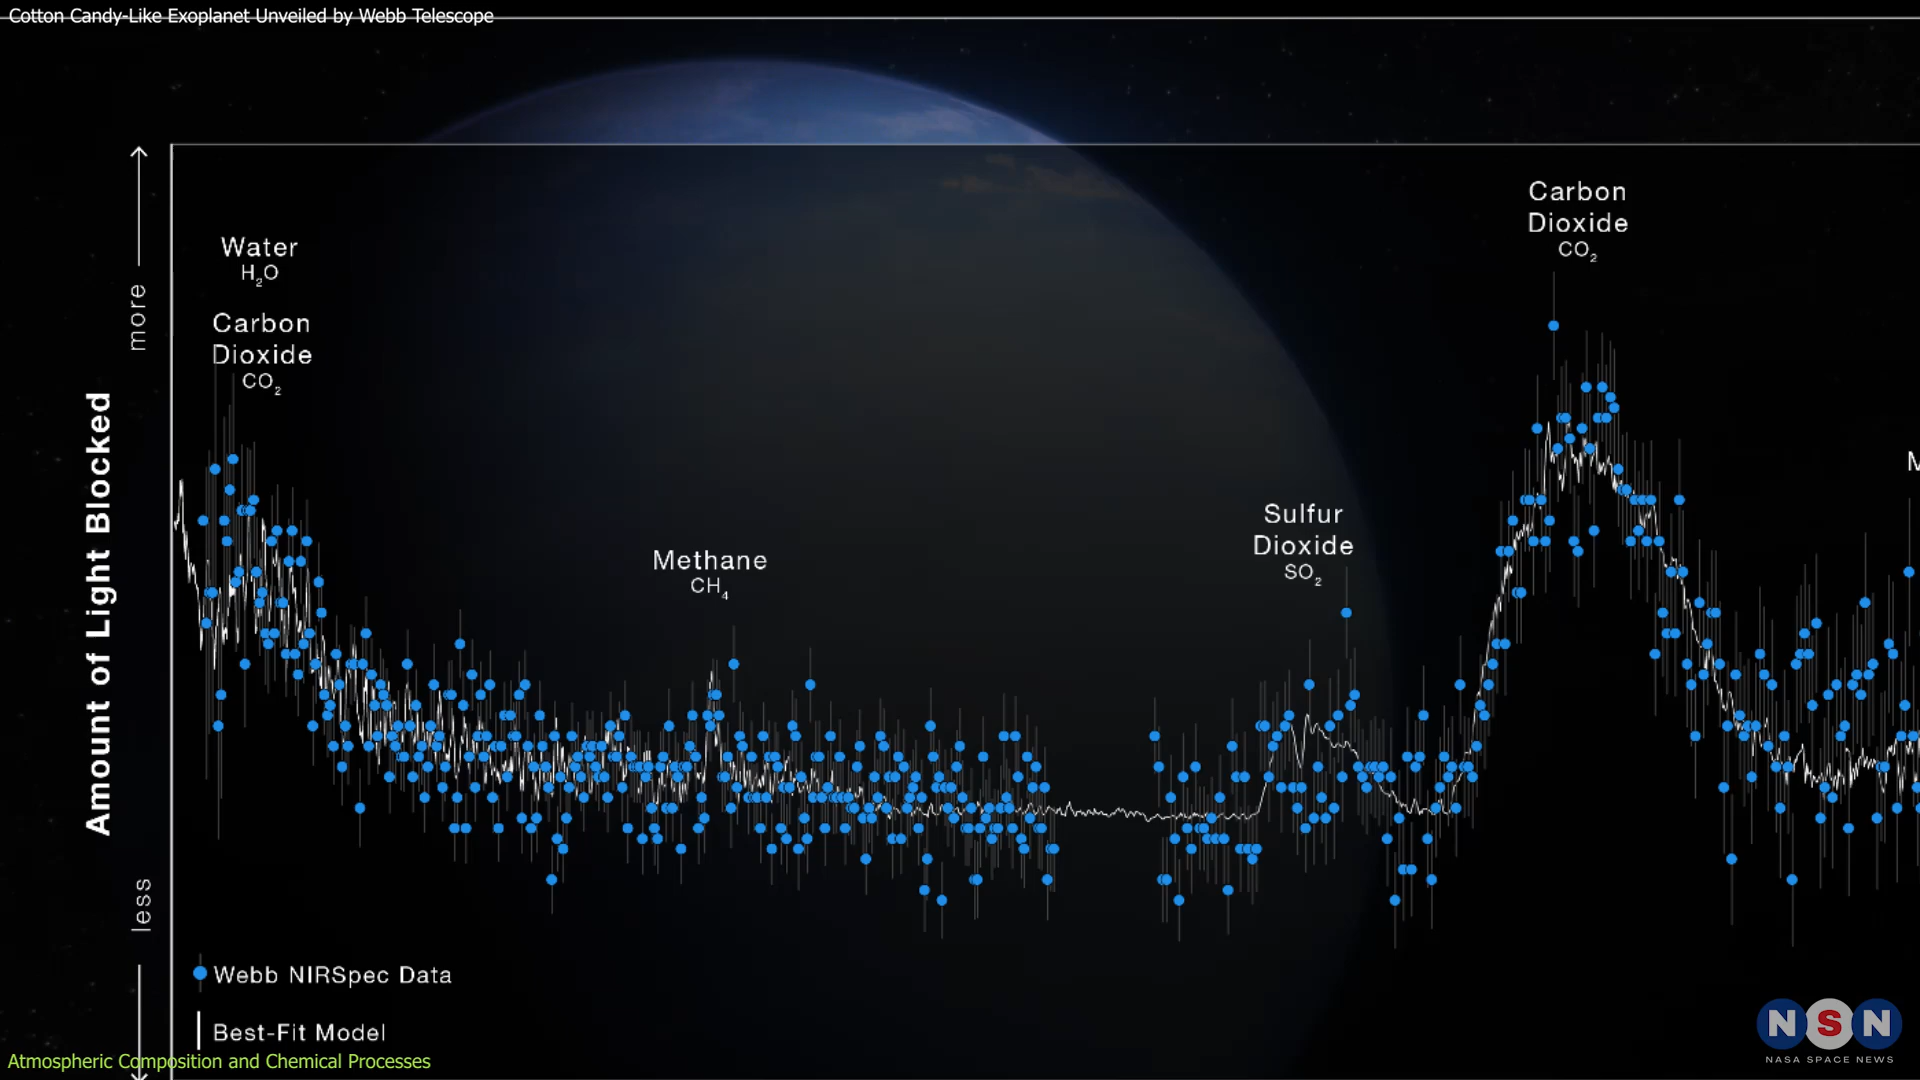 Cotton Candy-Like Exoplanet Unveiled by Webb Telescope
Carbon
Dioxide
CO₂
Water
H₂O
Carbon
Dioxide
CO₂
more
Amount of Light Blocked
less
Methane
CH₄
Sulfur
Dioxide
SO₂
M
Webb NIRSpec Data
Best-Fit Model
Atmospheric Composition and Chemical Processes
NSN
NASA SPACE NEWS